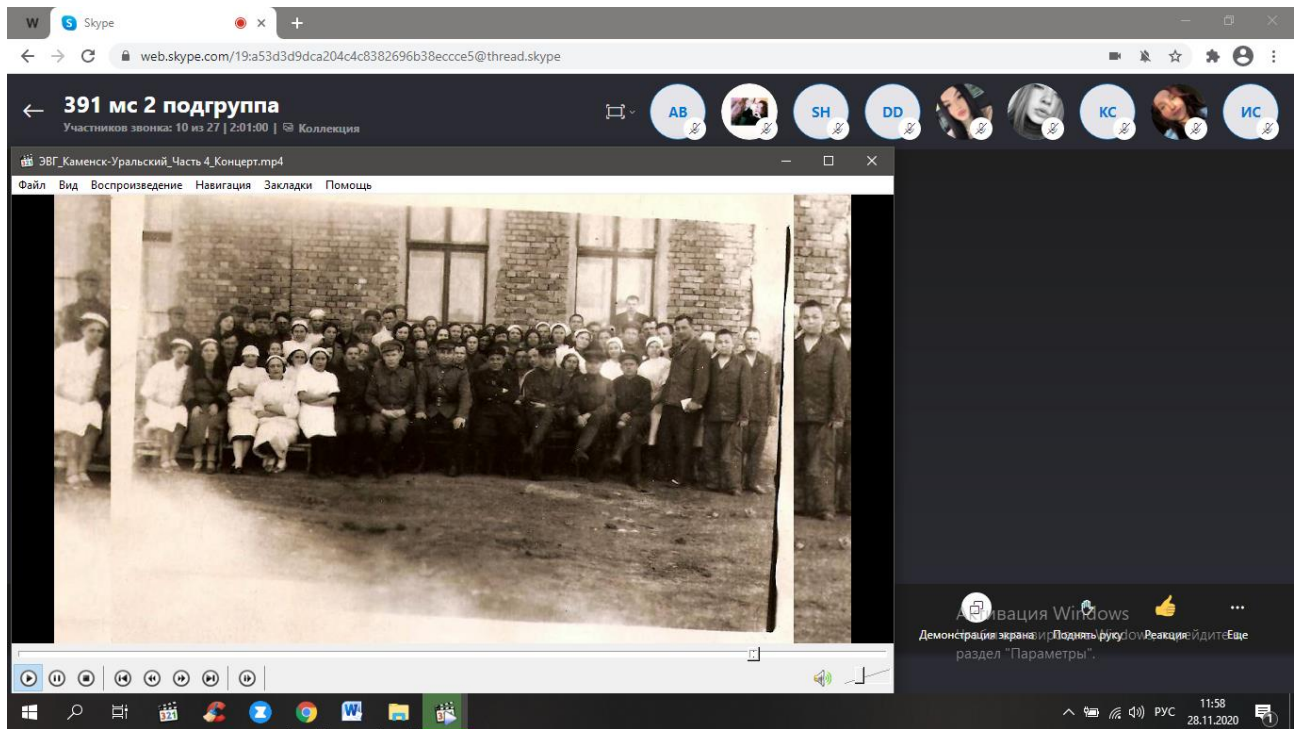 W
Skype
web.skype.com/19:a53d3d9dca204c4c8382696b38eccce5@thread.skype
391 мс 2 подгруппа
Участников звонка: 10 из 27 | 2:01:00 | Коллекция
AB
SH
DD
КС
ИС
ЭВГ_Каменск-Уральский_Часть 4_Концерт.mp4
Файл Вид Воспроизведение Навигация Закладки Помощь
Активация Windows
Демонстрация экрана Поднять руку Реакция Еще
раздел "Параметры".
321
РУС
11:58
28.11.2020
1